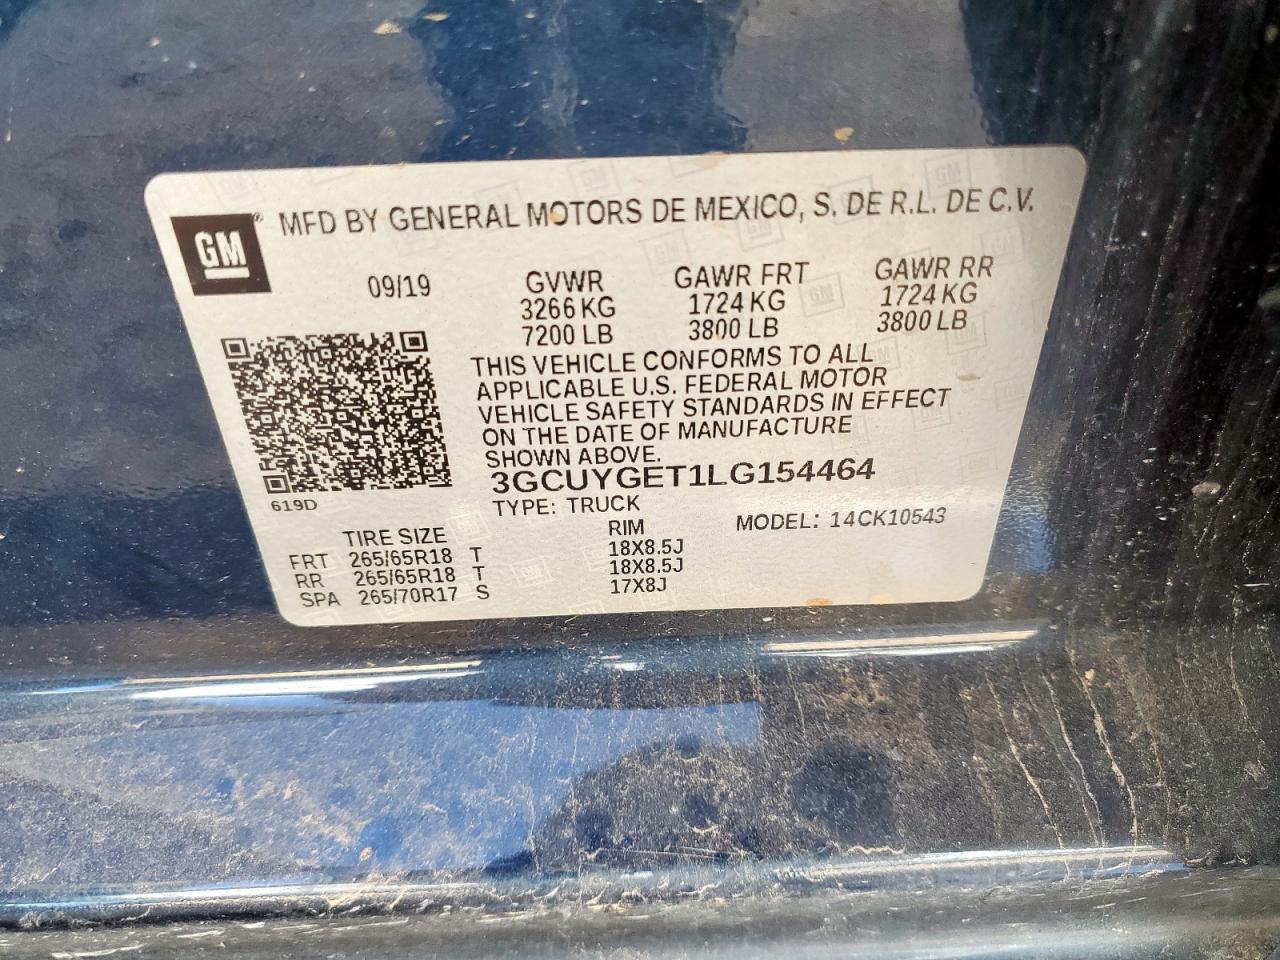 GM® MFD BY GENERAL MOTORS DE MEXICO, S. DE R.L. DE C.V.
09/19 GVWR GAWR FRT GAWR RR
3266 KG 1724 KG 1724 KG
7200 LB 3800 LB 3800 LB
THIS VEHICLE CONFORMS TO ALL
APPLICABLE U.S. FEDERAL MOTOR
VEHICLE SAFETY STANDARDS IN EFFECT
ON THE DATE OF MANUFACTURE
SHOWN ABOVE.
3GCUYGET1LG154464
619D TYPE: TRUCK MODEL: 14CK10543
TIRE SIZE RIM
FRT 265/65R18 T 18X8.5J
RR 265/65R18 T 18X8.5J
SPA 265/70R17 S 17X8J